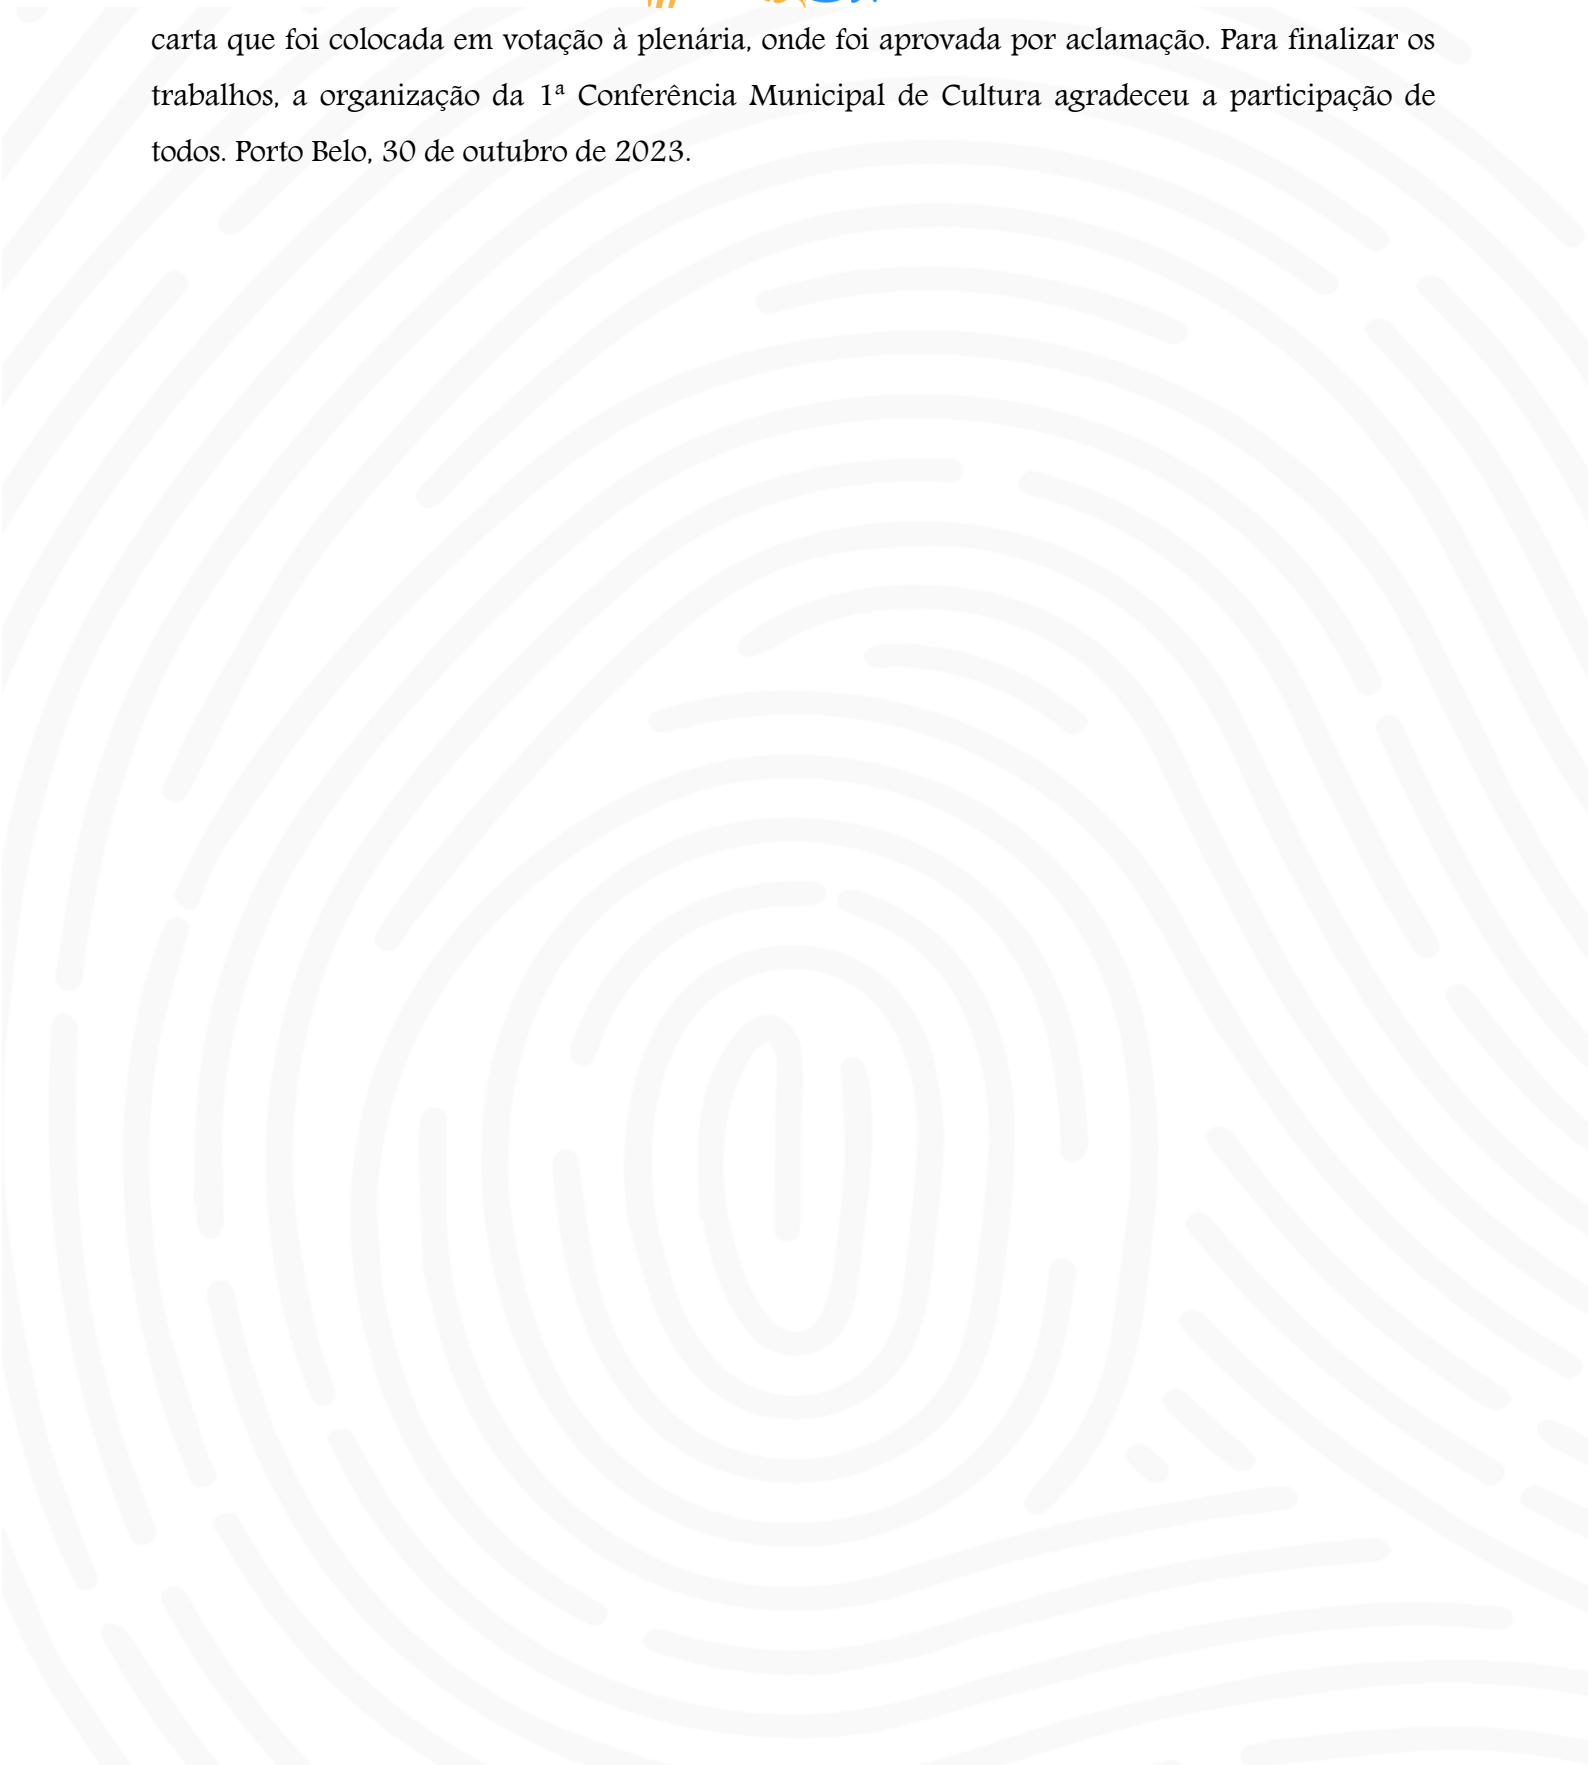 carta que foi colocada em votação à plenária, onde foi aprovada por aclamação. Para finalizar os
trabalhos, a organização da 1ª Conferência Municipal de Cultura agradeceu a participação de
todos. Porto Belo, 30 de outubro de 2023.